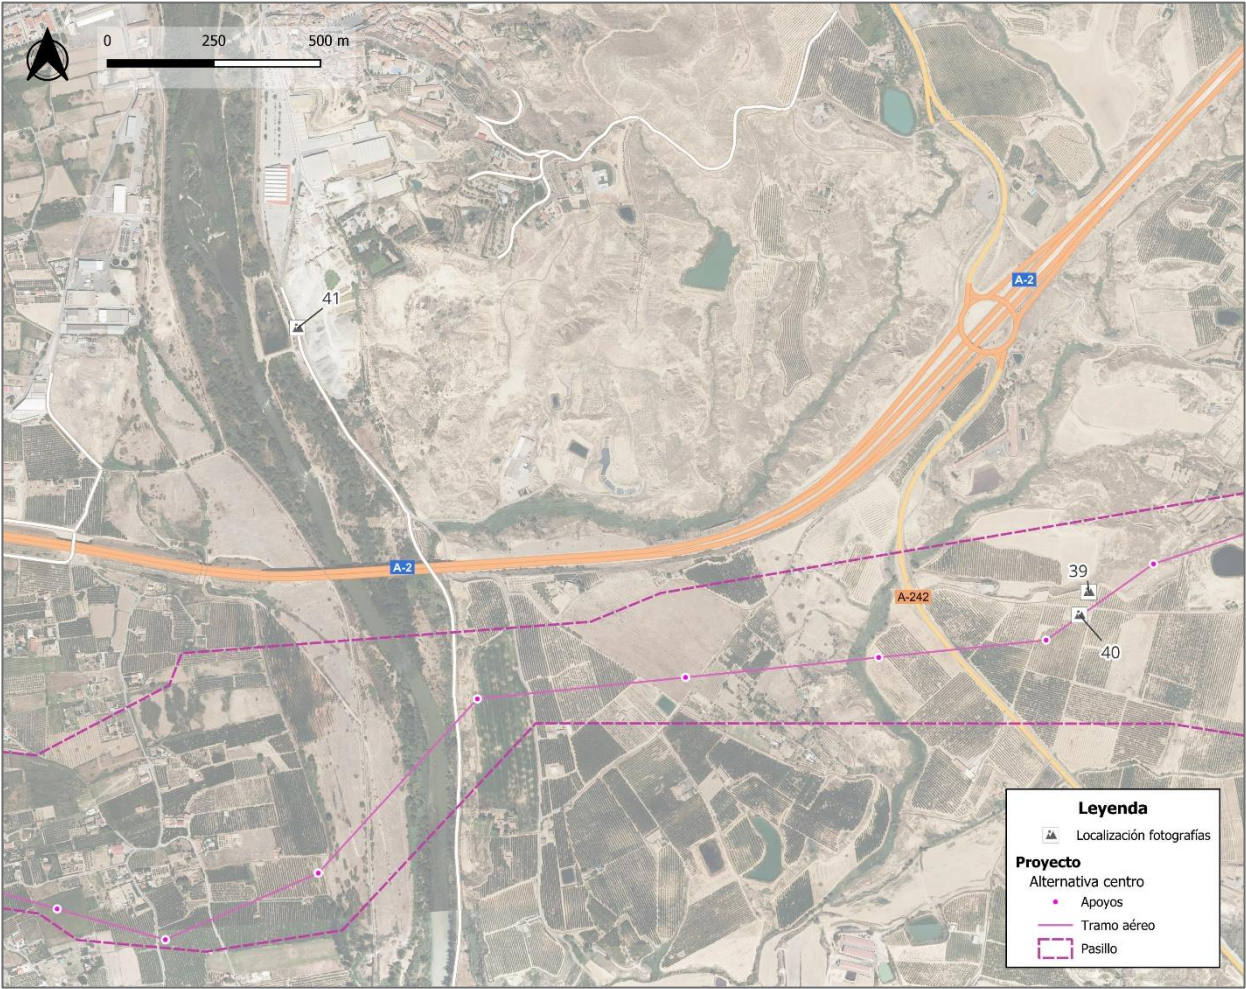 0 250 500 m
41
A-2
A-2
39
A-242
40
Leyenda
Localización fotografías
Proyecto
Alternativa centro
Apoyos
Tramo aéreo
Pasillo